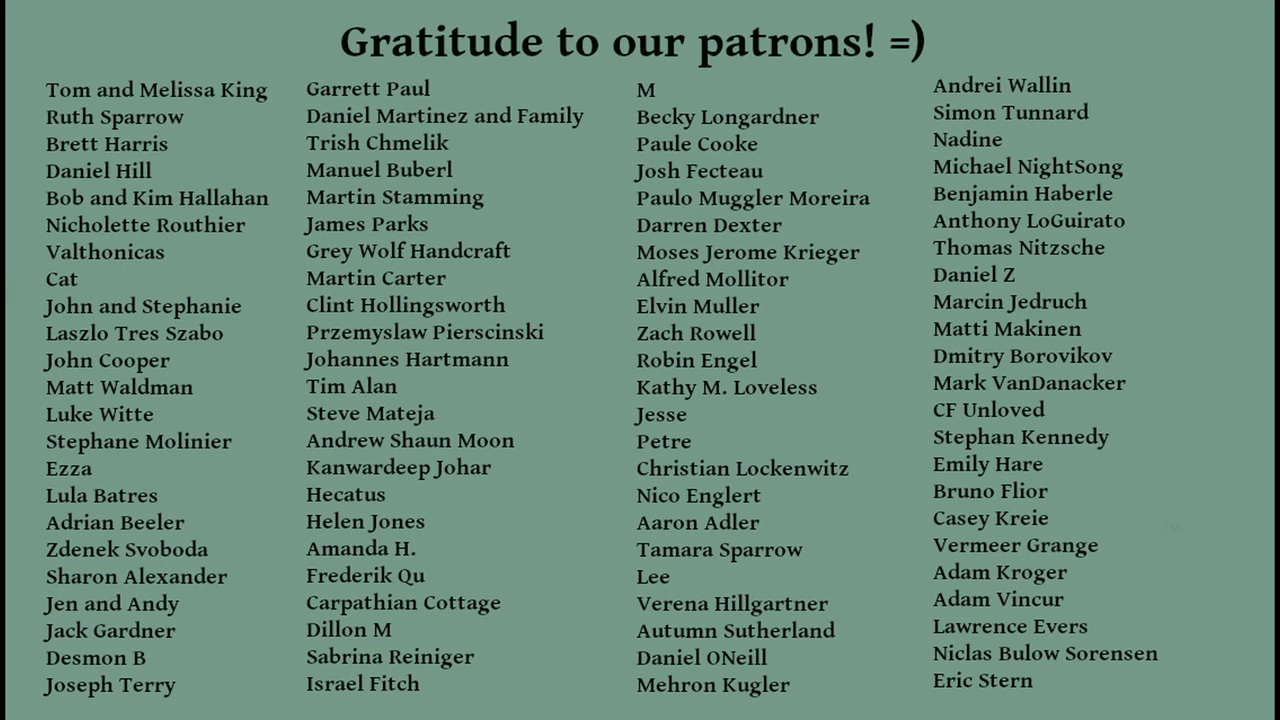 Gratitude to our patrons! =)
Tom and Melissa King
Ruth Sparrow
Brett Harris
Daniel Hill
Bob and Kim Hallahan
Nicholette Routhier
Valthonicas
Cat
John and Stephanie
Laszlo Tres Szabo
John Cooper
Matt Waldman
Luke Witte
Stephane Molinier
Ezza
Lula Batres
Adrian Beeler
Zdenek Svoboda
Sharon Alexander
Jen and Andy
Jack Gardner
Desmon B
Joseph Terry
Garrett Paul
Daniel Martinez and Family
Trish Chmelik
Manuel Buberl
Martin Stamming
James Parks
Grey Wolf Handcraft
Martin Carter
Clint Hollingsworth
Przemyslaw Pierscinski
Johannes Hartmann
Tim Alan
Steve Mateja
Andrew Shaun Moon
Kanwardeep Johar
Hecatus
Helen Jones
Amanda H.
Frederik Qu
Carpathian Cottage
Dillon M
Sabrina Reiniger
Israel Fitch
M
Becky Longardner
Paule Cooke
Josh Fecteau
Paulo Muggler Moreira
Darren Dexter
Moses Jerome Krieger
Alfred Mollitor
Elvin Muller
Zach Rowell
Robin Engel
Kathy M. Loveless
Jesse
Petre
Christian Lockenwitz
Nico Englert
Aaron Adler
Tamara Sparrow
Lee
Verena Hillgartner
Autumn Sutherland
Daniel ONeill
Mehron Kugler
Andrei Wallin
Simon Tunnard
Nadine
Michael NightSong
Benjamin Haberle
Anthony LoGuirato
Thomas Nitzsche
Daniel Z
Marcin Jedruch
Matti Makinen
Dmitry Borovikov
Mark VanDanacker
CF Unloved
Stephan Kennedy
Emily Hare
Bruno Flior
Casey Kreie
Vermeer Grange
Adam Kroger
Adam Vincur
Lawrence Evers
Niclas Bulow Sorensen
Eric Stern